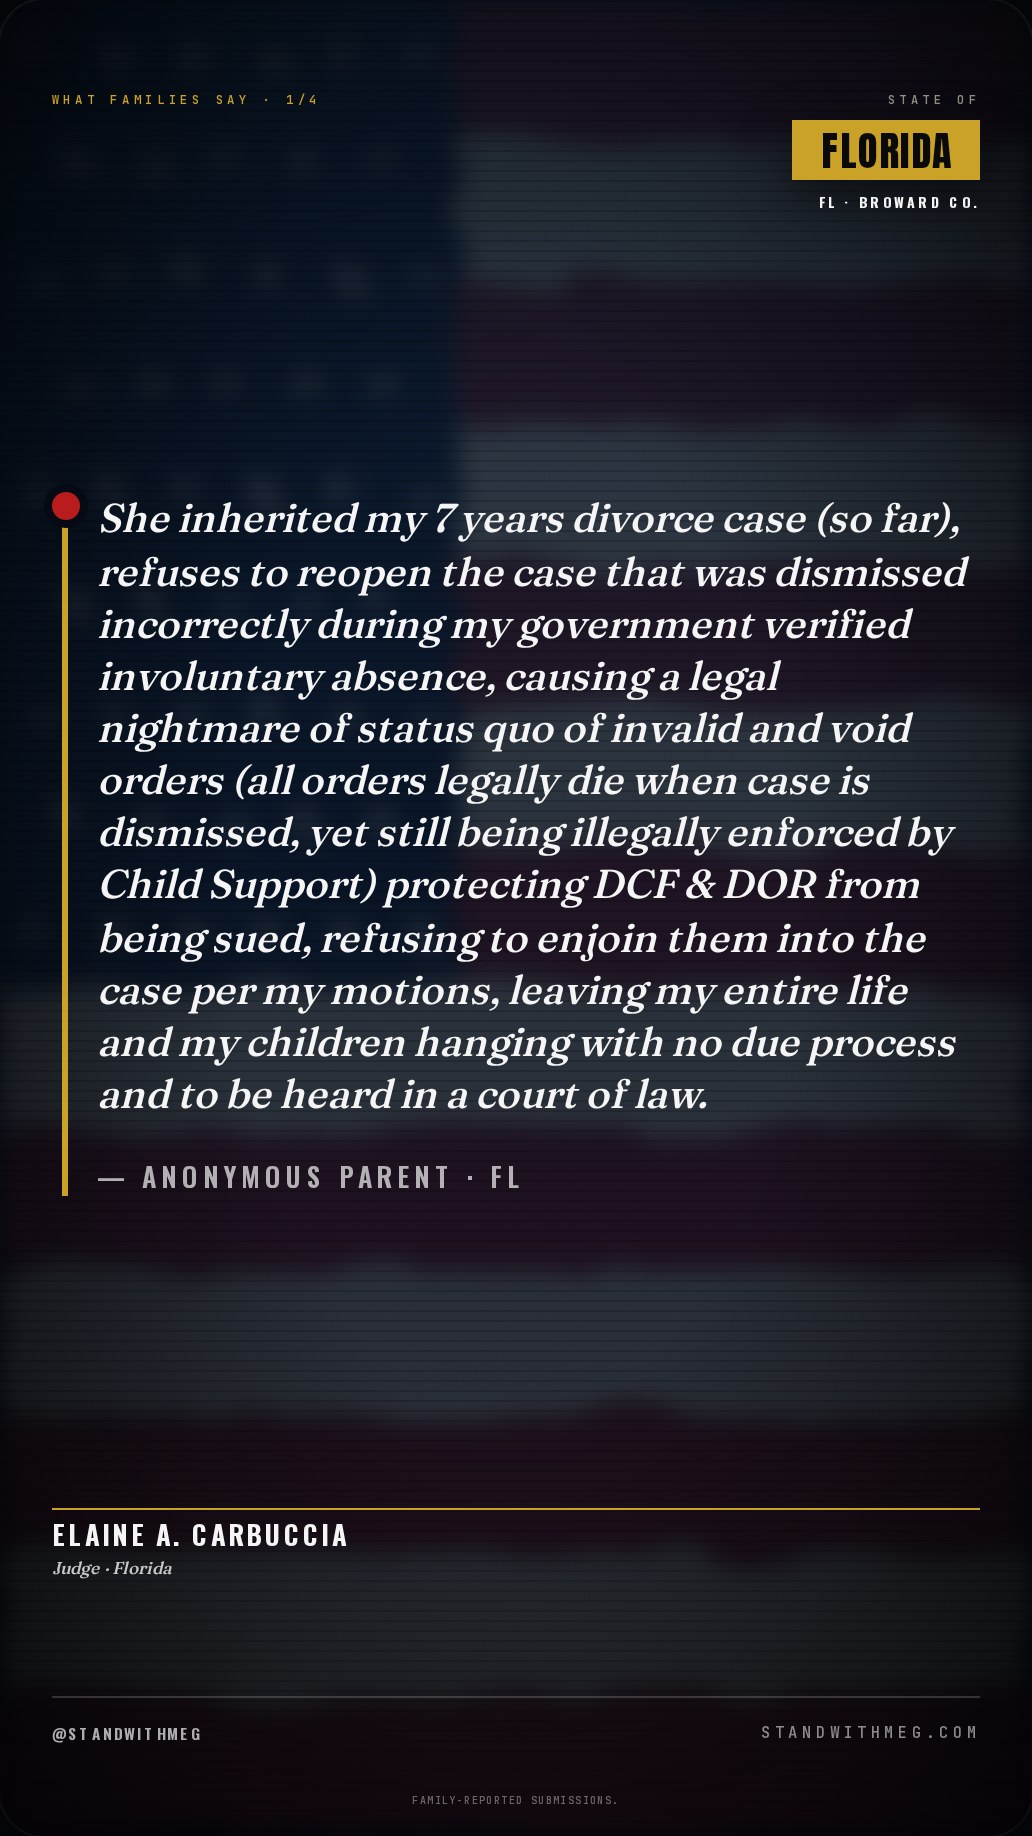 WHAT FAMILIES SAY · 1/4
STATE OF
FLORIDA
FL · BROWARD CO.
She inherited my 7 years divorce case (so far),
refuses to reopen the case that was dismissed
incorrectly during my government verified
involuntary absence, causing a legal
nightmare of status quo of invalid and void
orders (all orders legally die when case is
dismissed, yet still being illegally enforced by
Child Support) protecting DCF & DOR from
being sued, refusing to enjoin them into the
case per my motions, leaving my entire life
and my children hanging with no due process
and to be heard in a court of law.
— ANONYMOUS PARENT · FL
ELAINE A. CARBUCCIA
Judge · Florida
@STANDWITHMEG
STANDWITHMEG.COM
FAMILY-REPORTED SUBMISSIONS.